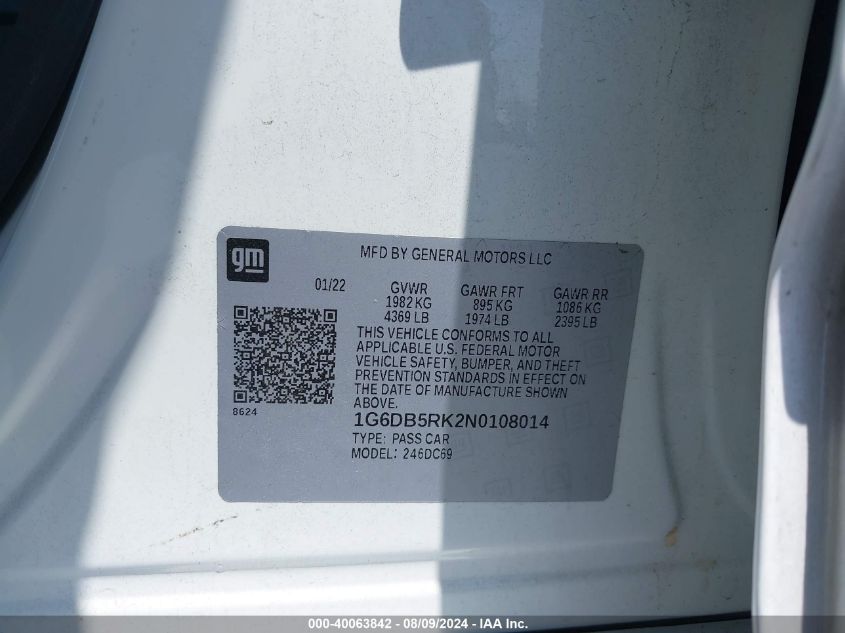 gm
MFD BY GENERAL MOTORS LLC
01/22 GVWR GAWR FRT GAWR RR
1982 KG 895 KG 1086 KG
4369 LB 1974 LB 2395 LB
THIS VEHICLE CONFORMS TO ALL
APPLICABLE U.S. FEDERAL MOTOR
VEHICLE SAFETY, BUMPER, AND THEFT
PREVENTION STANDARDS IN EFFECT ON
THE DATE OF MANUFACTURE SHOWN
ABOVE.
8624
1G6DB5RK2N0108014
TYPE: PASS CAR
MODEL: 246DC69
000-40063842 - 08/09/2024 - IAA Inc.